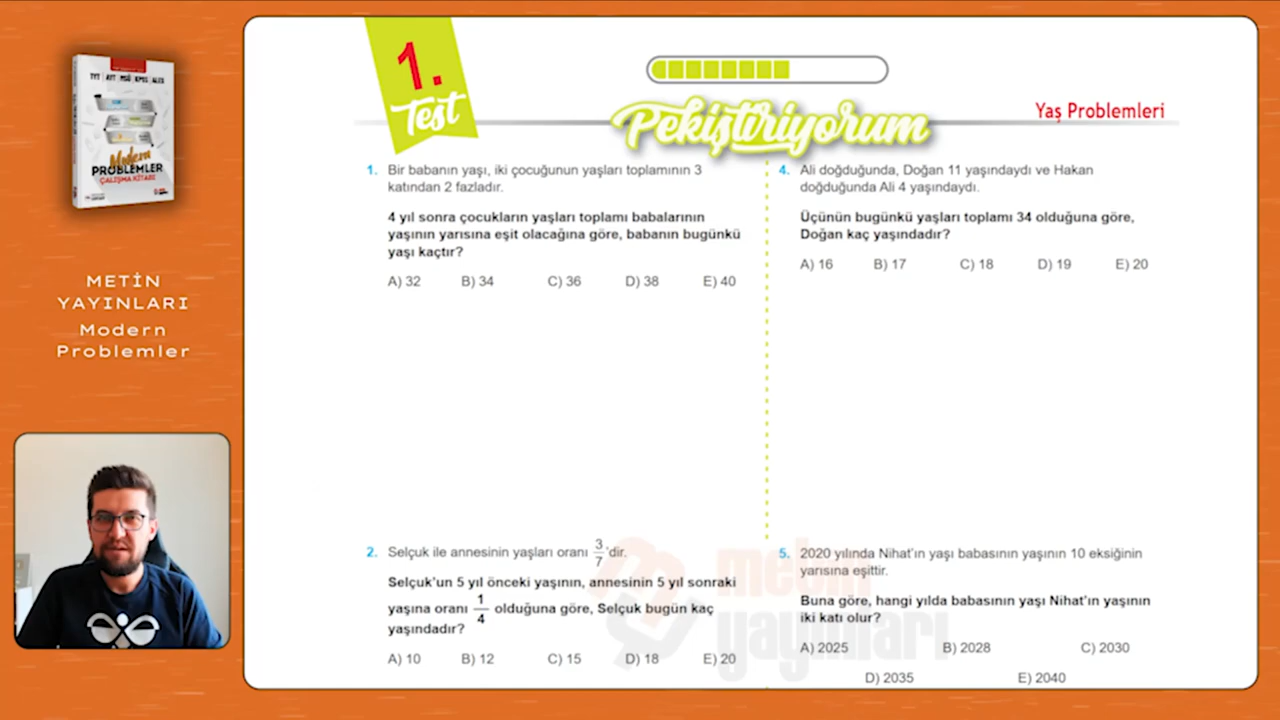 TYT AYT MSÜ KPSS ALES
Modern
PROBLEMLER
ÇALIŞMA KİTABI
METİN
YAYINLARI
Modern
Problemler
1.
Test
Pekiştiriyorum
Yaş Problemleri
1. Bir babanın yaşı, iki çocuğunun yaşları toplamının 3
katından 2 fazladır.
4 yıl sonra çocukların yaşları toplamı babalarının
yaşının yarısına eşit olacağına göre, babanın bugünkü
yaşı kaçtır?
A) 32 B) 34 C) 36 D) 38 E) 40
2. Selçuk ile annesinin yaşları oranı 3/7'dir.
Selçuk'un 5 yıl önceki yaşının, annesinin 5 yıl sonraki
yaşına oranı 1/4 olduğuna göre, Selçuk bugün kaç
yaşındadır?
A) 10 B) 12 C) 15 D) 18 E) 20
4. Ali doğduğunda, Doğan 11 yaşındaydı ve Hakan
doğduğunda Ali 4 yaşındaydı.
Üçünün bugünkü yaşları toplamı 34 olduğuna göre,
Doğan kaç yaşındadır?
A) 16 B) 17 C) 18 D) 19 E) 20
5. 2020 yılında Nihat'ın yaşı babasının yaşının 10 eksiğinin
yarısına eşittir.
Buna göre, hangi yılda babasının yaşı Nihat'ın yaşının
iki katı olur?
A) 2025 B) 2028 C) 2030
D) 2035 E) 2040
metin
yayınları